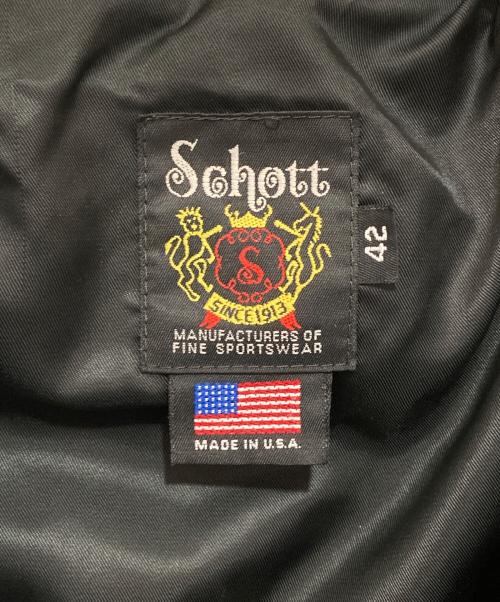 Schott
S
SINCE 1913
MANUFACTURERS OF
FINE SPORTSWEAR
42
MADE IN U.S.A.